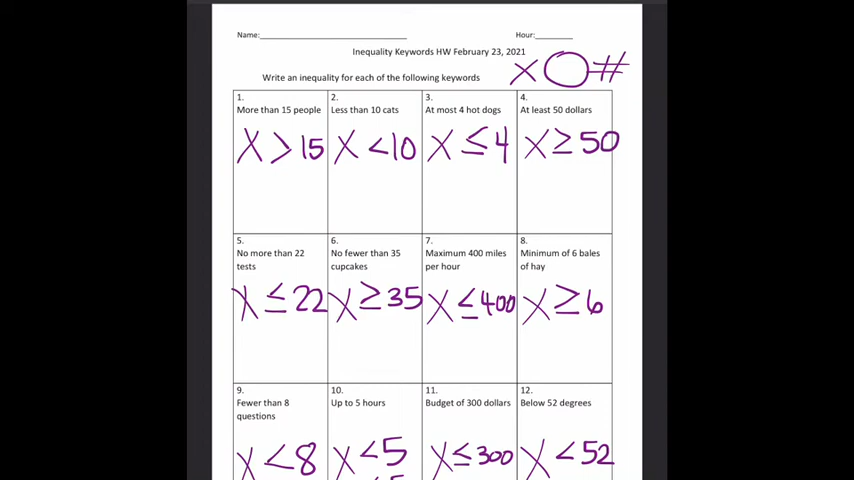 Name:____________________ Hour:________
Inequality Keywords HW February 23, 2021
x O #
Write an inequality for each of the following keywords
1. 2. 3. 4.
More than 15 people Less than 10 cats At most 4 hot dogs At least 50 dollars
X > 15 X < 10 X ≤ 4 X ≥ 50
5. 6. 7. 8.
No more than 22 No fewer than 35 Maximum 400 miles Minimum of 6 bales
tests cupcakes per hour of hay
X ≤ 22 X ≥ 35 X ≤ 400 X ≥ 6
9. 10. 11. 12.
Fewer than 8 Up to 5 hours Budget of 300 dollars Below 52 degrees
questions
X < 8 X < 5 X ≤ 300 X < 52